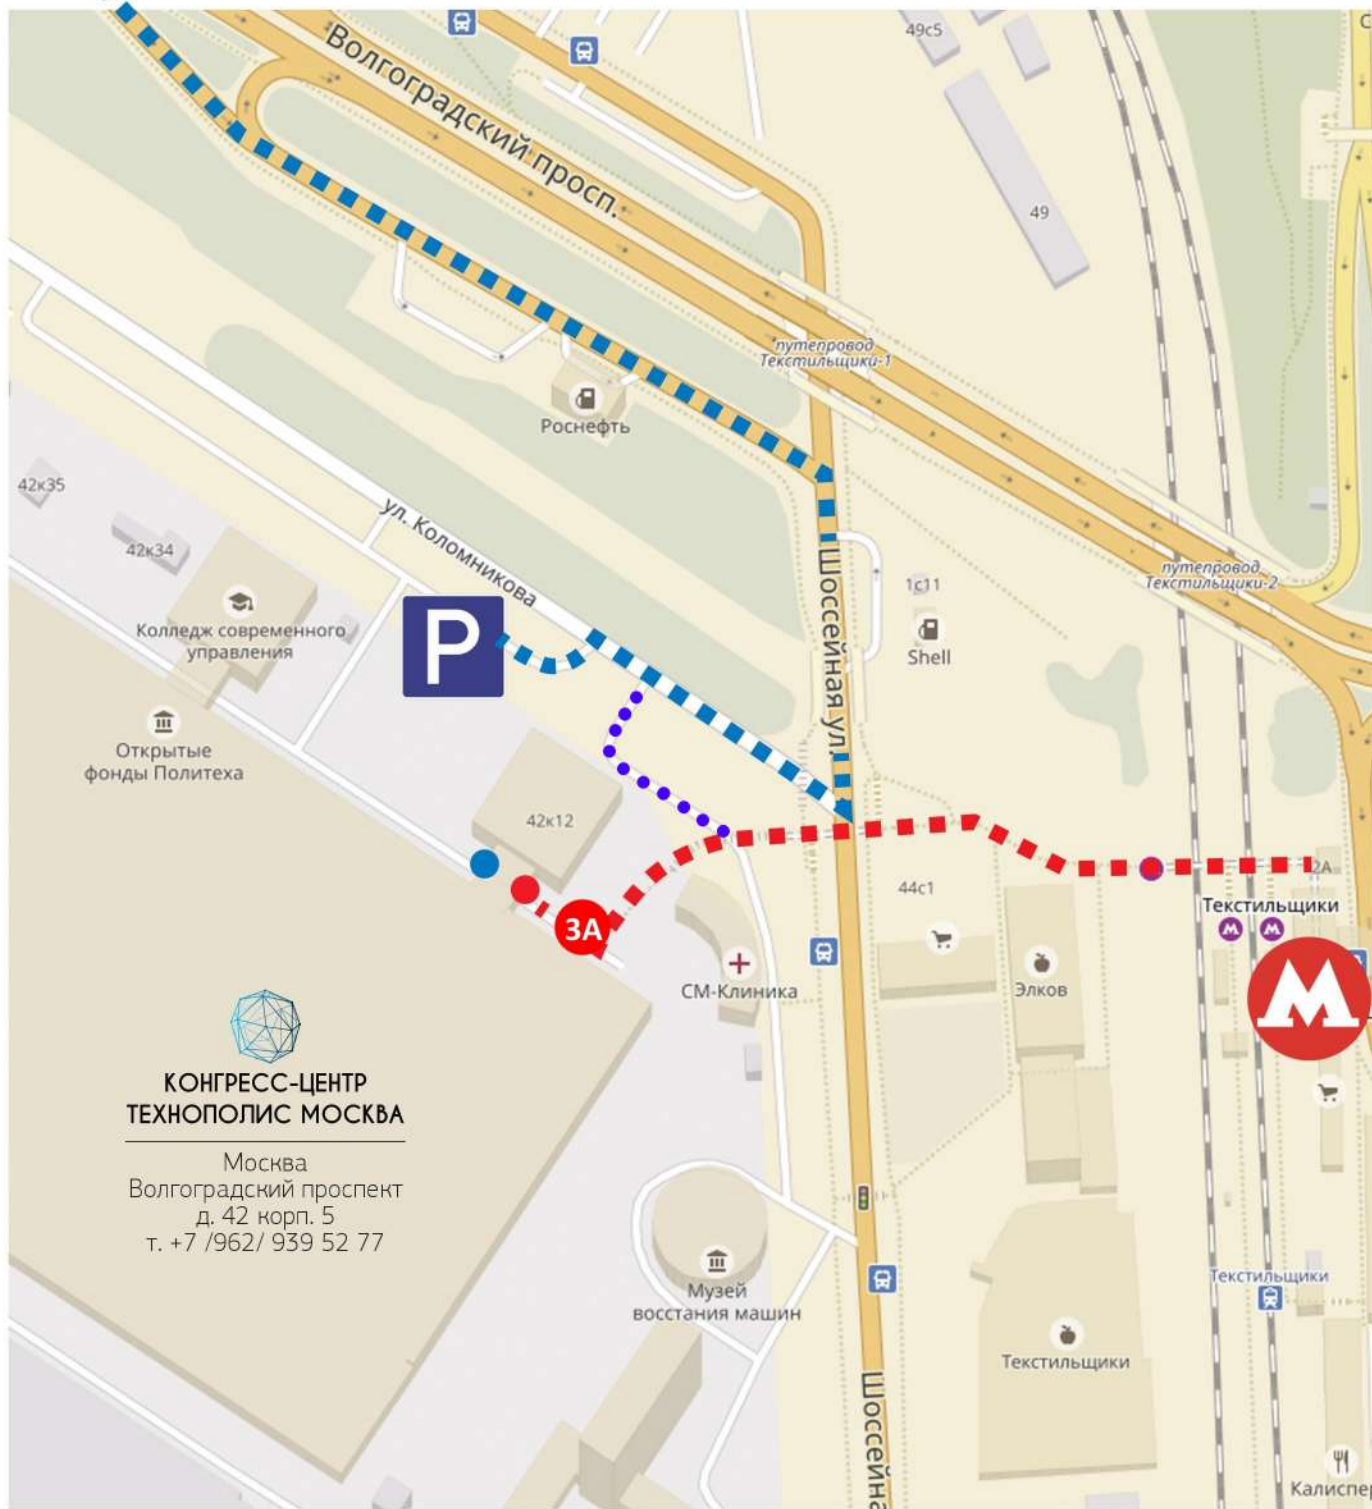 49с5
Волгоградский просп.
49
путепровод
Текстильщики-1
Роснефть
42к35
ул. Коломникова
42к34
путепровод
Текстильщики-2
Шоссейная ул.
1с11
Shell
Колледж современного
управления
P
Открытые
фонды Политеха
42к12
2А
44с1
Текстильщики
М М
3А
СМ-Клиника
Элков
М
КОНГРЕСС-ЦЕНТР
ТЕХНОПОЛИС МОСКВА
Москва
Волгоградский проспект
д. 42 корп. 5
т. +7 /962/ 939 52 77
Текстильщики
Музей
восстания машин
Текстильщики
Шоссейна
Калиспе